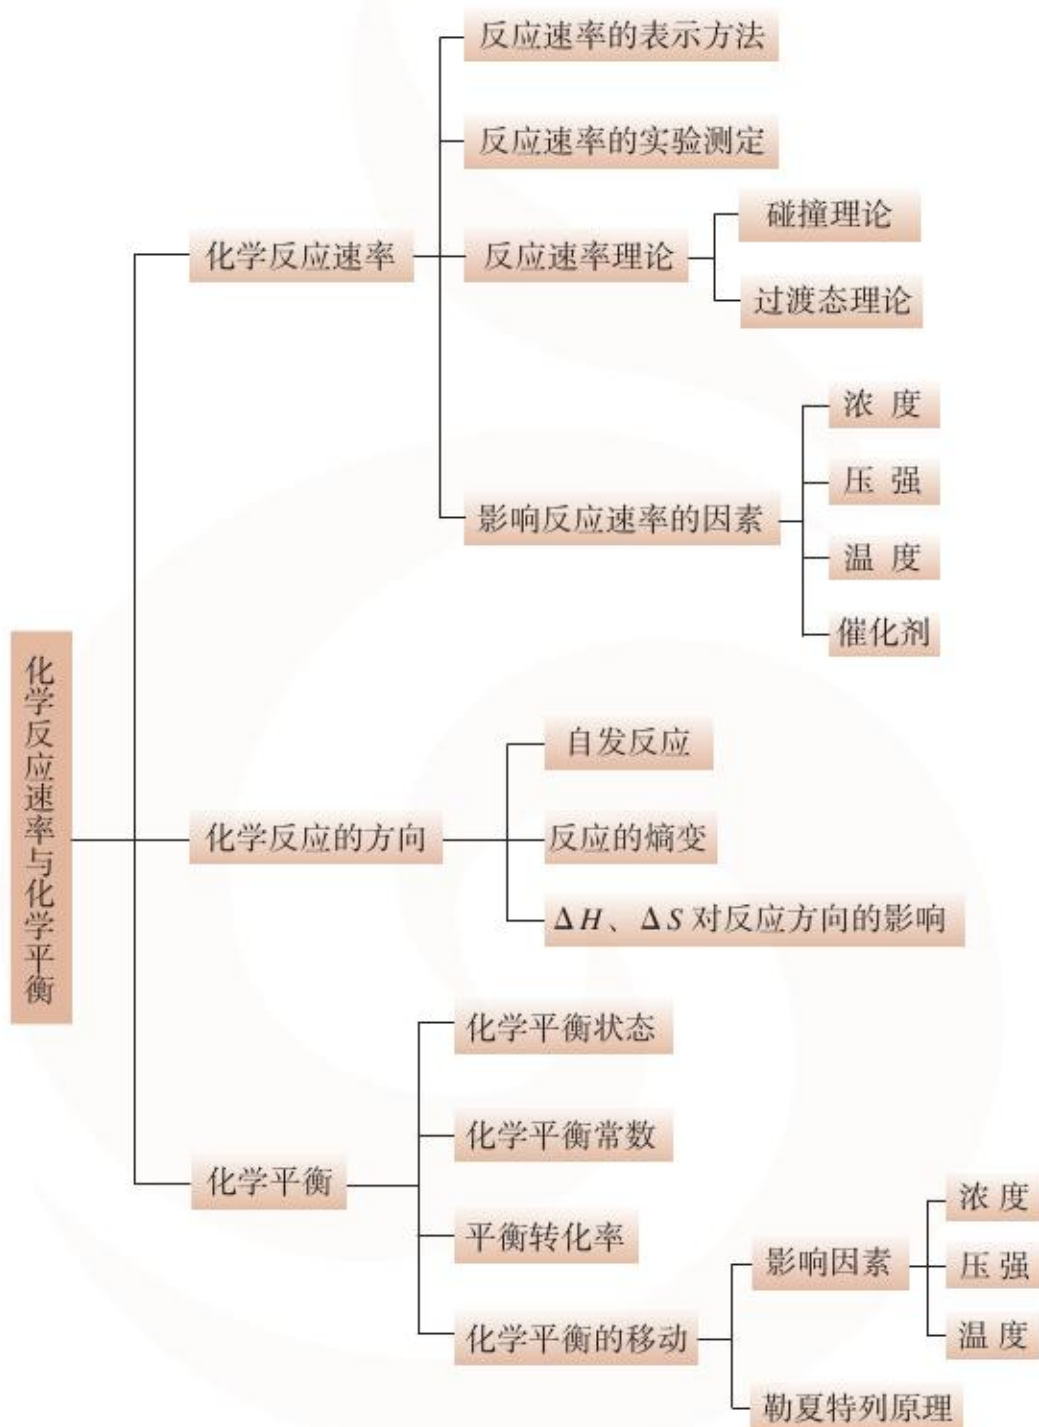 化学反应速率与化学平衡
化学反应速率
反应速率的表示方法
反应速率的实验测定
反应速率理论
碰撞理论
过渡态理论
影响反应速率的因素
浓 度
压 强
温 度
催化剂
化学反应的方向
自发反应
反应的熵变
ΔH、ΔS对反应方向的影响
化学平衡
化学平衡状态
化学平衡常数
平衡转化率
化学平衡的移动
影响因素
浓 度
压 强
温 度
勒夏特列原理